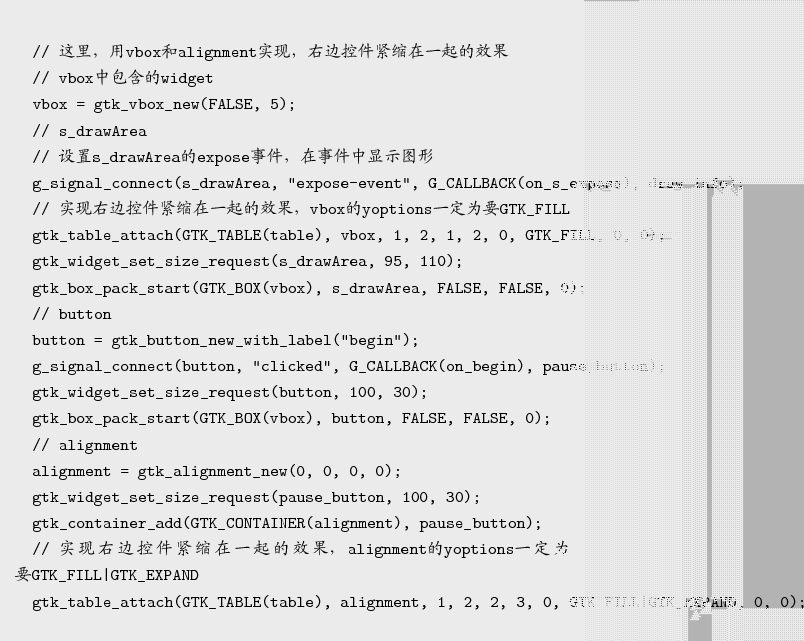 // 这里，用vbox和alignment实现，右边控件紧缩在一起的效果
// vbox中包含的widget
vbox = gtk_vbox_new(FALSE, 5);
// s_drawArea
// 设置s_drawArea的expose事件，在事件中显示图形
g_signal_connect(s_drawArea, "expose-event", G_CALLBACK(on_s_expose),
// 实现右边控件紧缩在一起的效果，vbox的yoptions一定为要GTK_FILL
gtk_table_attach(GTK_TABLE(table), vbox, 1, 2, 1, 2, 0, GTK_FILL, 0, 0);
gtk_widget_set_size_request(s_drawArea, 95, 110);
gtk_box_pack_start(GTK_BOX(vbox), s_drawArea, FALSE, FALSE, 0);
// button
button = gtk_button_new_with_label("begin");
g_signal_connect(button, "clicked", G_CALLBACK(on_begin), pause_button);
gtk_widget_set_size_request(button, 100, 30);
gtk_box_pack_start(GTK_BOX(vbox), button, FALSE, FALSE, 0);
// alignment
alignment = gtk_alignment_new(0, 0, 0, 0);
gtk_widget_set_size_request(pause_button, 100, 30);
gtk_container_add(GTK_CONTAINER(alignment), pause_button);
// 实现右边控件紧缩在一起的效果，alignment的yoptions一定为
要GTK_FILL|GTK_EXPAND
gtk_table_attach(GTK_TABLE(table), alignment, 1, 2, 2, 3, 0, GTK_FILL|GTK_EXPAND, 0, 0);